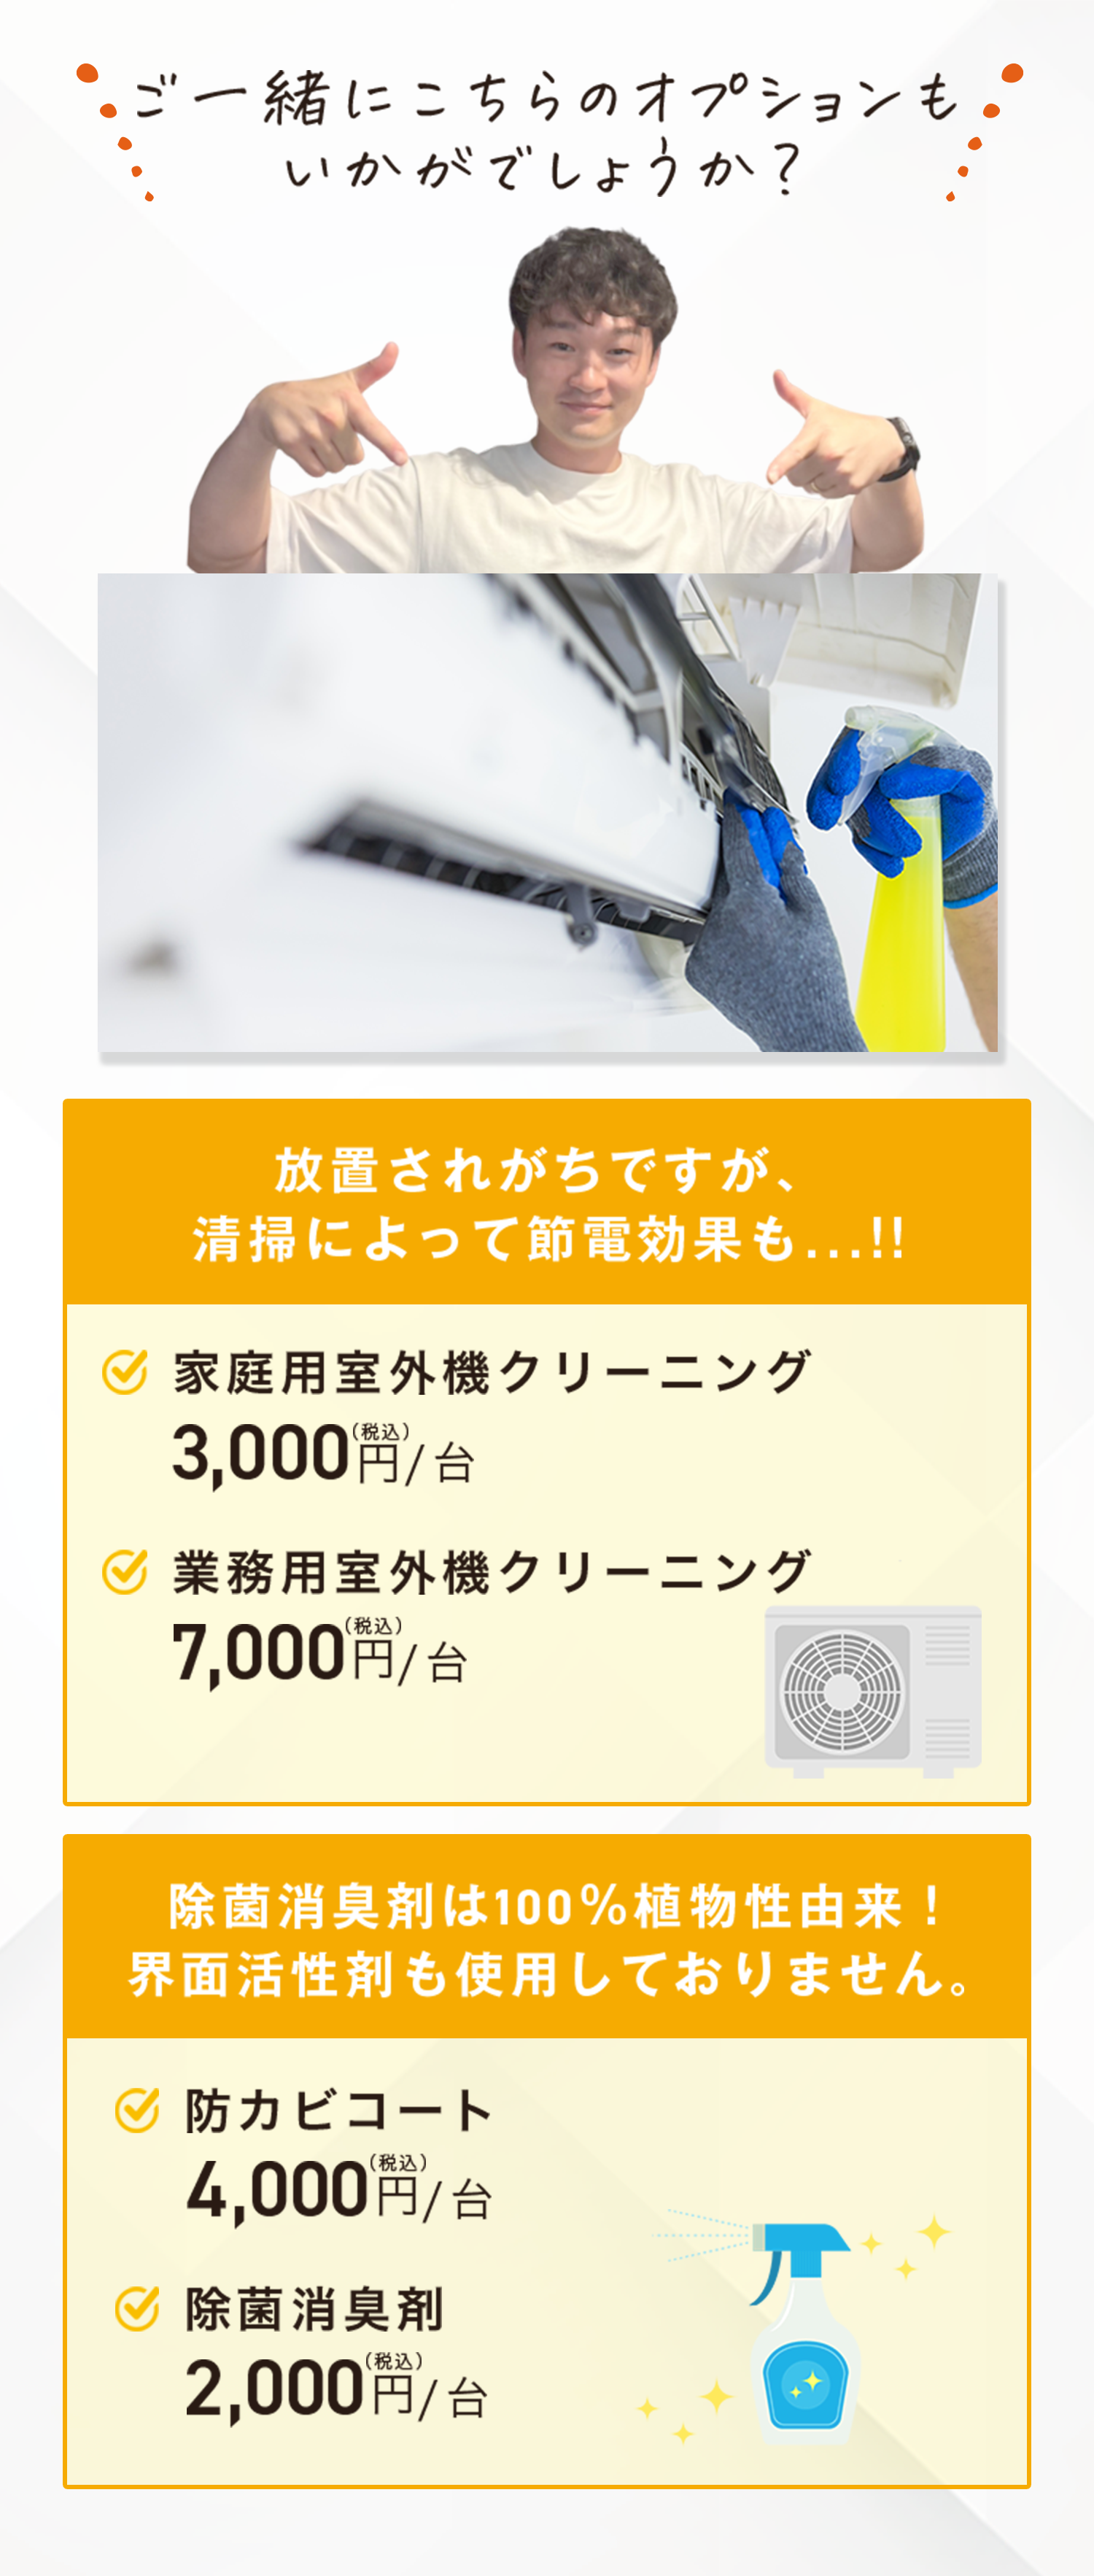 ご一緒にこちらのオプションも
いかがでしょうか？
放置されがちですが、
清掃によって節電効果も...!!
家庭用室外機クリーニング
3,000円(税込)/台
業務用室外機クリーニング
7,000円(税込)/台
除菌消臭剤は100％植物性由来！
界面活性剤も使用しておりません。
防カビコート
4,000円(税込)/台
除菌消臭剤
2,000円(税込)/台